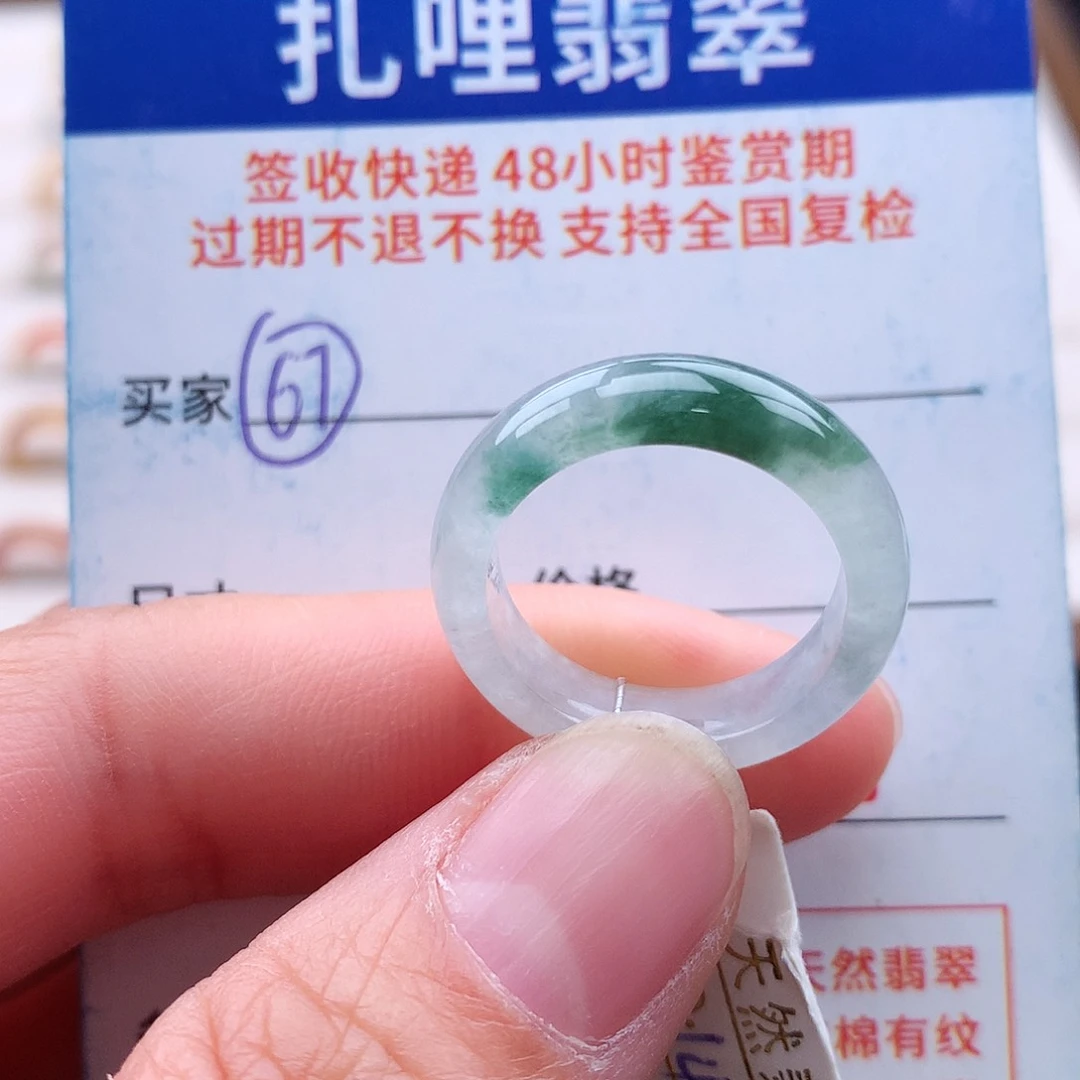 扎哩翡翠
签收快递 48小时鉴赏期
过期不退不换 支持全国复检
买家 67
价格
天然翡翠
棉有纹
天然